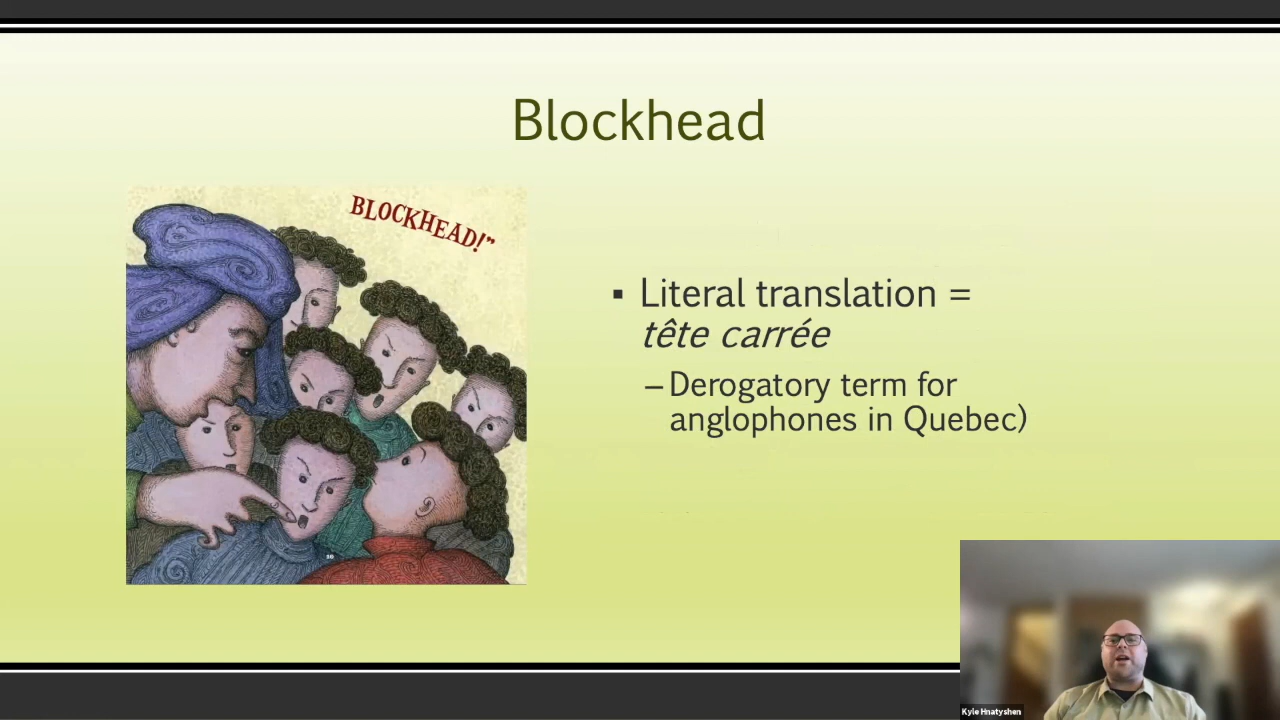 Blockhead
BLOCKHEAD!”
▪ Literal translation =
tête carrée
– Derogatory term for
anglophones in Quebec)
Kyle Hnatyshen